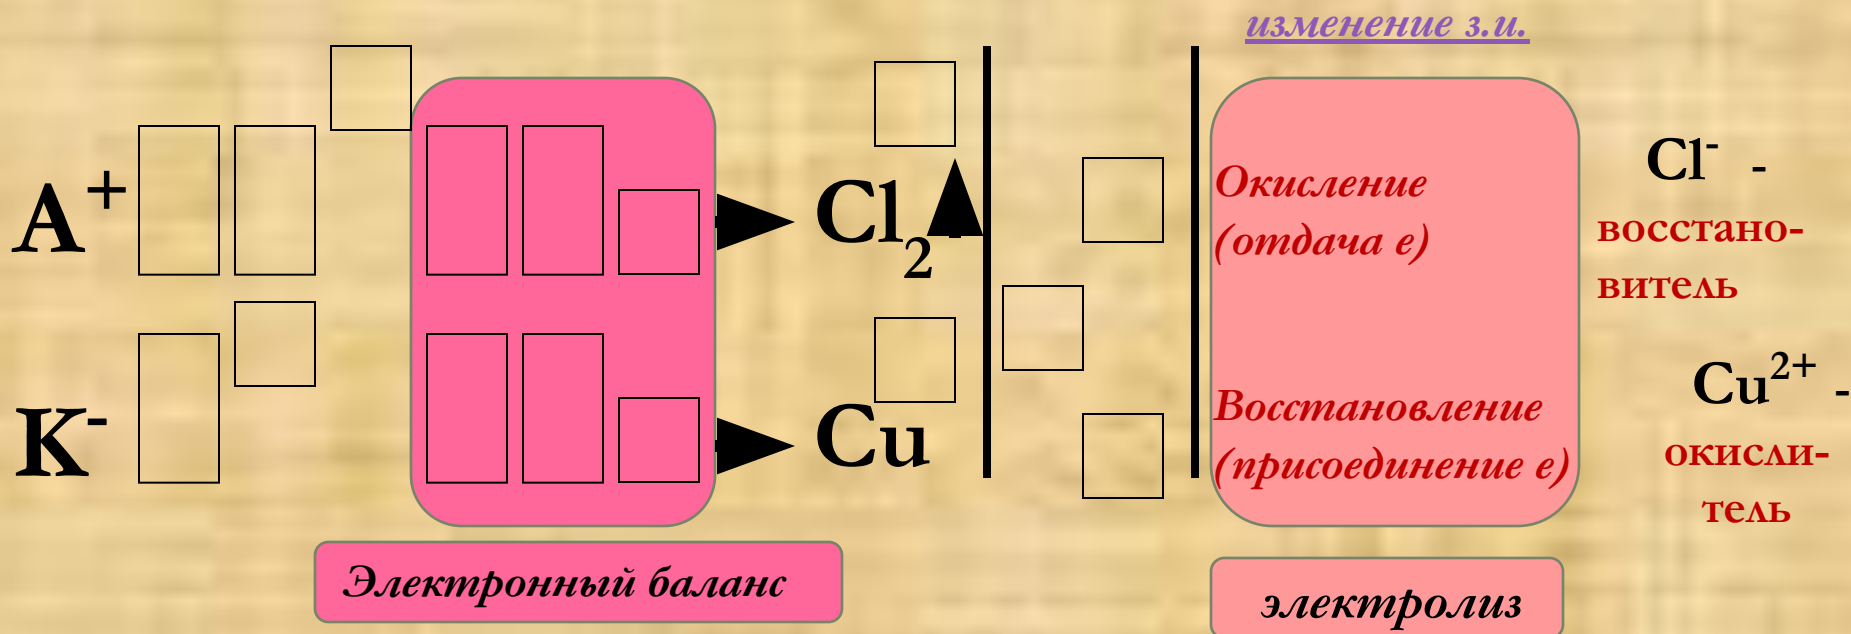 изменение з.и.
A⁺ Cl₂
Окисление
(отдача е)
Cl⁻ -
восстано-
витель
K⁻ Cu
Восстановление
(присоединение е)
Cu²⁺ -
окисли-
тель
Электронный баланс
электролиз